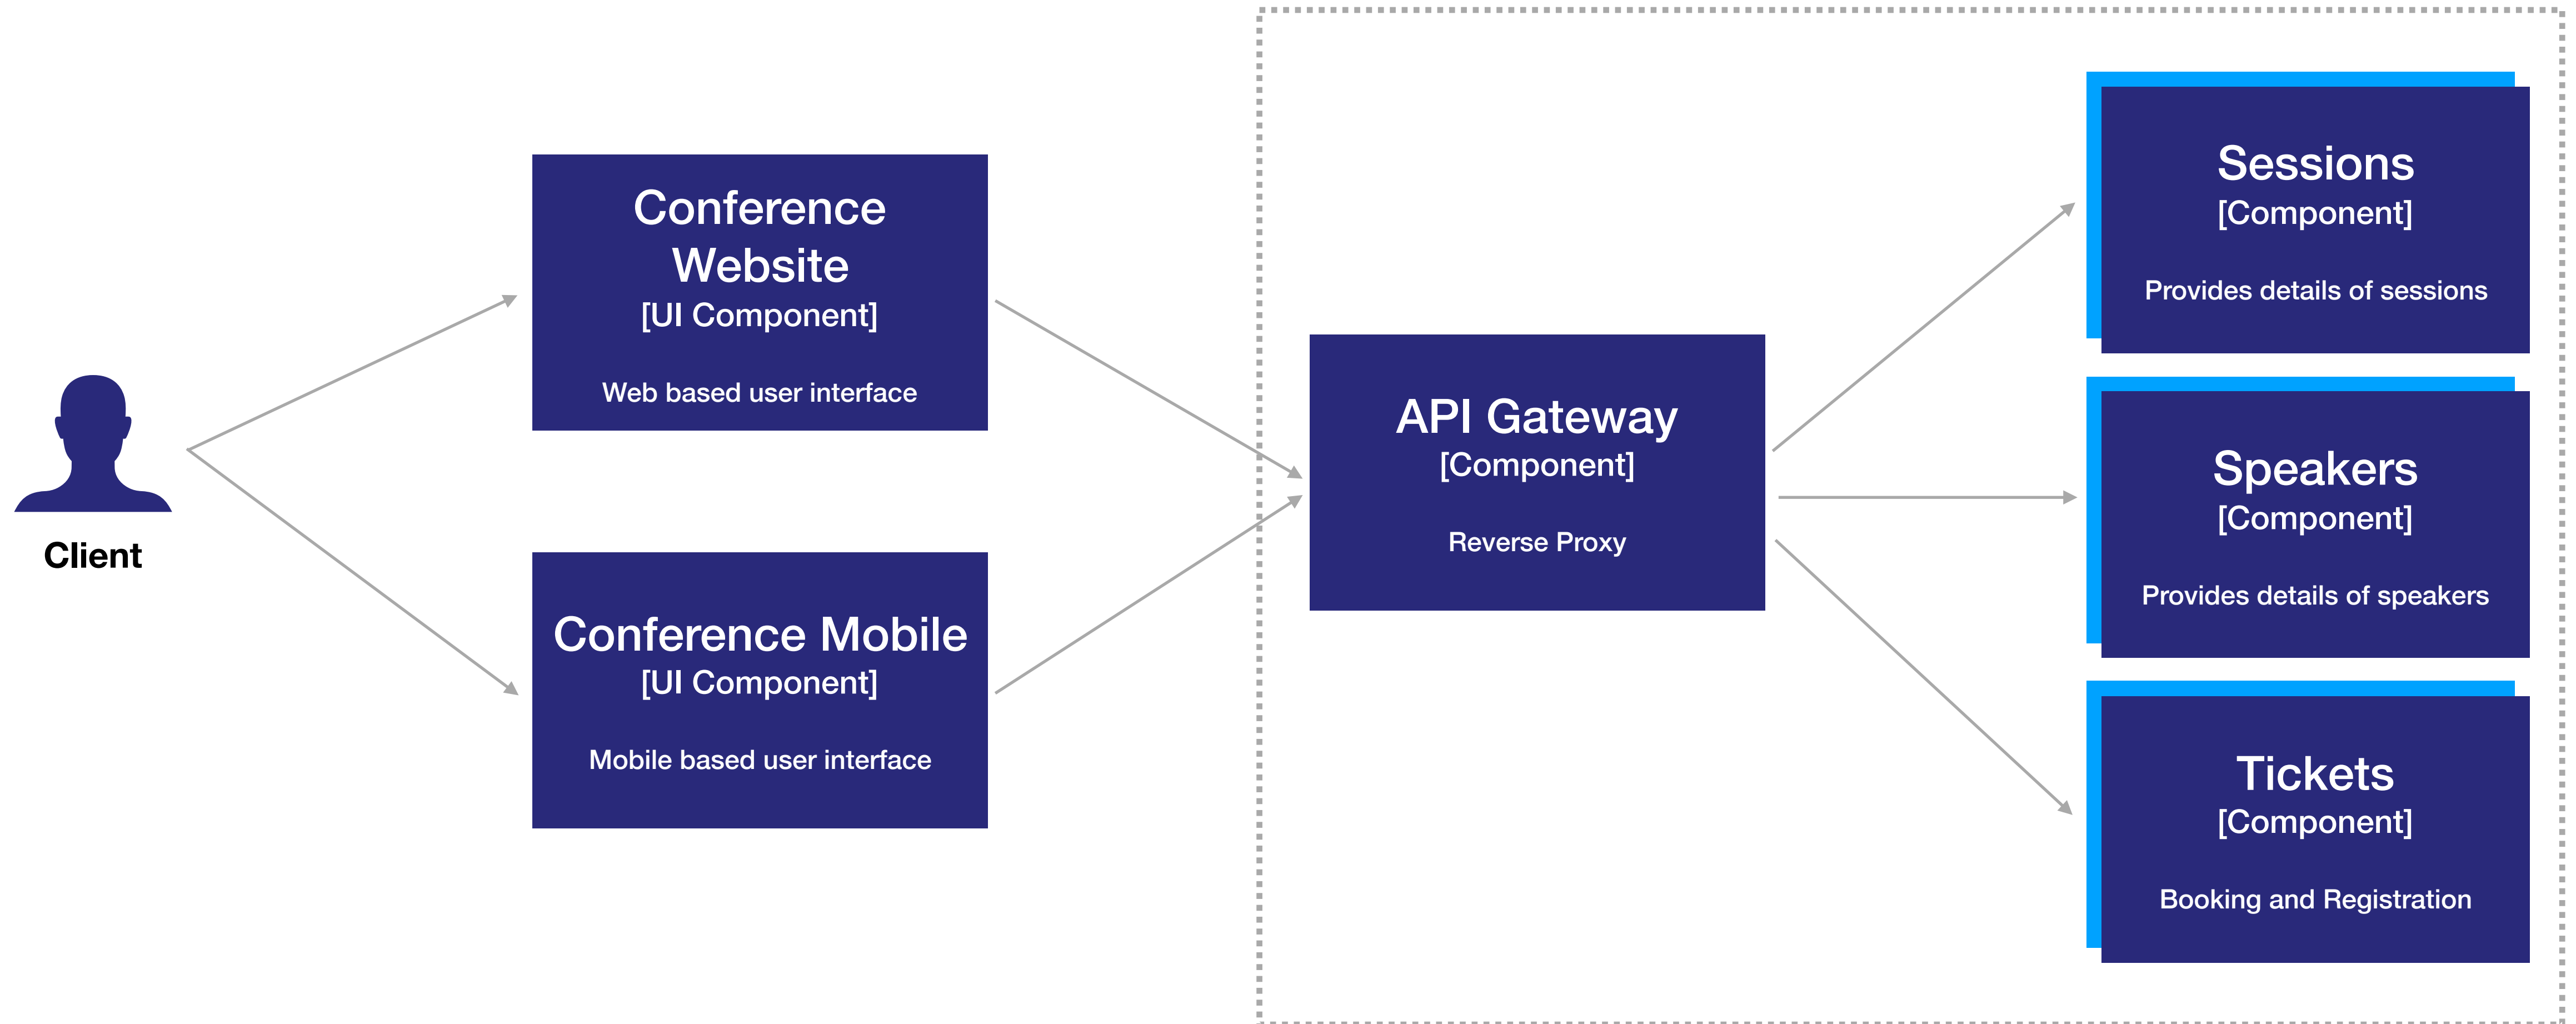 Client
Conference
Website
[UI Component]
Web based user interface
Conference Mobile
[UI Component]
Mobile based user interface
API Gateway
[Component]
Reverse Proxy
Sessions
[Component]
Provides details of sessions
Speakers
[Component]
Provides details of speakers
Tickets
[Component]
Booking and Registration